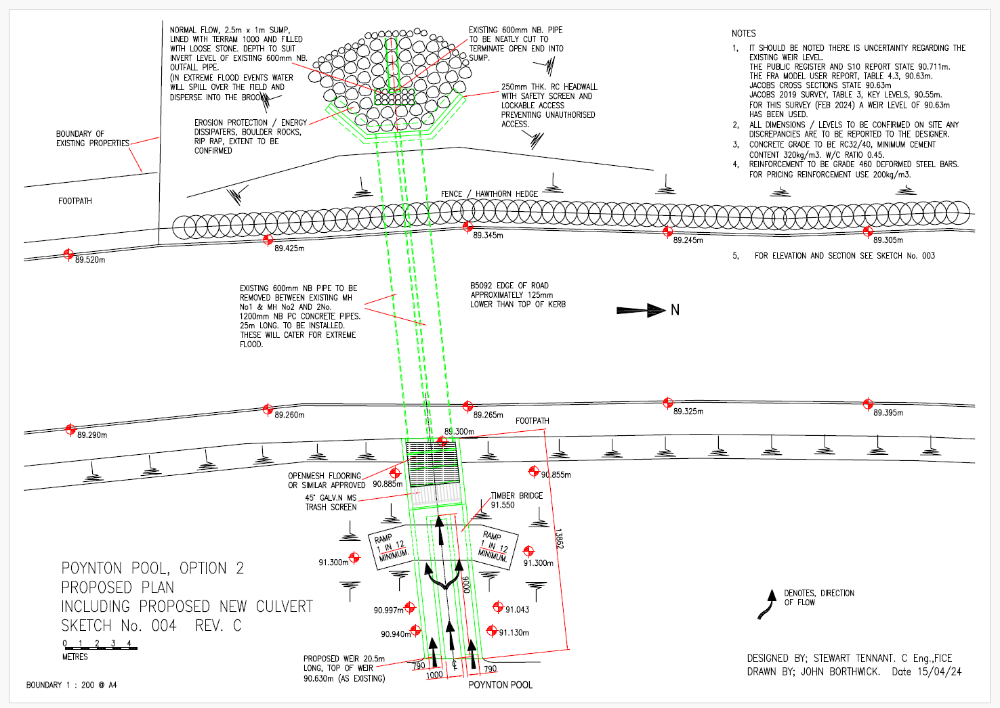 NORMAL FLOW, 2.5m x 1m SUMP,
LINED WITH TERRAM 1000 AND FILLED
WITH LOOSE STONE. DEPTH TO SUIT
INVERT LEVEL OF EXISTING 600mm NB.
OUTFALL PIPE.
(IN EXTREME FLOOD EVENTS WATER
WILL SPILL OVER THE FIELD AND
DISPERSE INTO THE BROOK)
EXISTING 600mm NB. PIPE
TO BE NEATLY CUT TO
TERMINATE OPEN END INTO
SUMP.
250mm THK. RC HEADWALL
WITH SAFETY SCREEN AND
LOCKABLE ACCESS
PREVENTING UNAUTHORISED
ACCESS.
EROSION PROTECTION / ENERGY
DISSIPATERS, BOULDER ROCKS,
RIP RAP, EXTENT TO BE
CONFIRMED
BOUNDARY OF
EXISTING PROPERTIES
FOOTPATH
NOTES
1, IT SHOULD BE NOTED THERE IS UNCERTAINTY REGARDING THE
EXISTING WEIR LEVEL.
THE PUBLIC REGISTER AND S10 REPORT STATE 90.711m.
THE FRA MODEL USER REPORT, TABLE 4.3, 90.63m.
JACOBS CROSS SECTIONS STATE 90.63m
JACOBS 2019 SURVEY, TABLE 3, KEY LEVELS, 90.55m.
FOR THIS SURVEY (FEB 2024) A WEIR LEVEL OF 90.63m
HAS BEEN USED.
2, ALL DIMENSIONS / LEVELS TO BE CONFIRMED ON SITE ANY
DISCREPANCIES ARE TO BE REPORTED TO THE DESIGNER.
3, CONCRETE GRADE TO BE RC32/40, MINIMUM CEMENT
CONTENT 320kg/m3. W/C RATIO 0.45.
4, REINFORCEMENT TO BE GRADE 460 DEFORMED STEEL BARS.
FOR PRICING REINFORCEMENT USE 200kg/m3.
FENCE / HAWTHORN HEDGE
89.520m
89.425m
89.345m
89.245m
89.305m
5, FOR ELEVATION AND SECTION SEE SKETCH No. 003
EXISTING 600mm NB PIPE TO BE
REMOVED BETWEEN EXISTING MH
No1 & MH No2 AND 2No.
1200mm NB PC CONCRETE PIPES.
25m LONG. TO BE INSTALLED.
THESE WILL CATER FOR EXTREME
FLOOD.
B5092 EDGE OF ROAD
APPROXIMATELY 125mm
LOWER THAN TOP OF KERB
N
89.290m
89.260m
89.265m
89.325m
89.395m
89.300m
FOOTPATH
OPENMESH FLOORING
OR SIMILAR APPROVED
90.885m
90.855m
45° GALV.N MS
TRASH SCREEN
TIMBER BRIDGE
91.550
13862
RAMP
1 IN 12
MINIMUM.
RAMP
1 IN 12
MINIMUM.
91.300m
91.300m
9000
90.997m
91.043
90.940m
91.130m
POYNTON POOL, OPTION 2
PROPOSED PLAN
INCLUDING PROPOSED NEW CULVERT
SKETCH No. 004 REV. C
0 1 2 3 4
METRES
BOUNDARY 1 : 200 @ A4
PROPOSED WEIR 20.5m
LONG, TOP OF WEIR
90.630m (AS EXISTING)
790
1000
C
790
POYNTON POOL
DENOTES, DIRECTION
OF FLOW
DESIGNED BY; STEWART TENNANT. C Eng.,FICE
DRAWN BY; JOHN BORTHWICK. Date 15/04/24